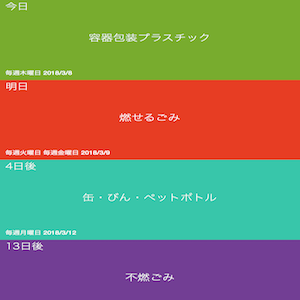 今日
容器包装プラスチック
毎週木曜日 2018/3/8
明日
燃せるごみ
毎週火曜日 毎週金曜日 2018/3/9
4日後
缶・びん・ペットボトル
毎週月曜日 2018/3/12
13日後
不燃ごみ